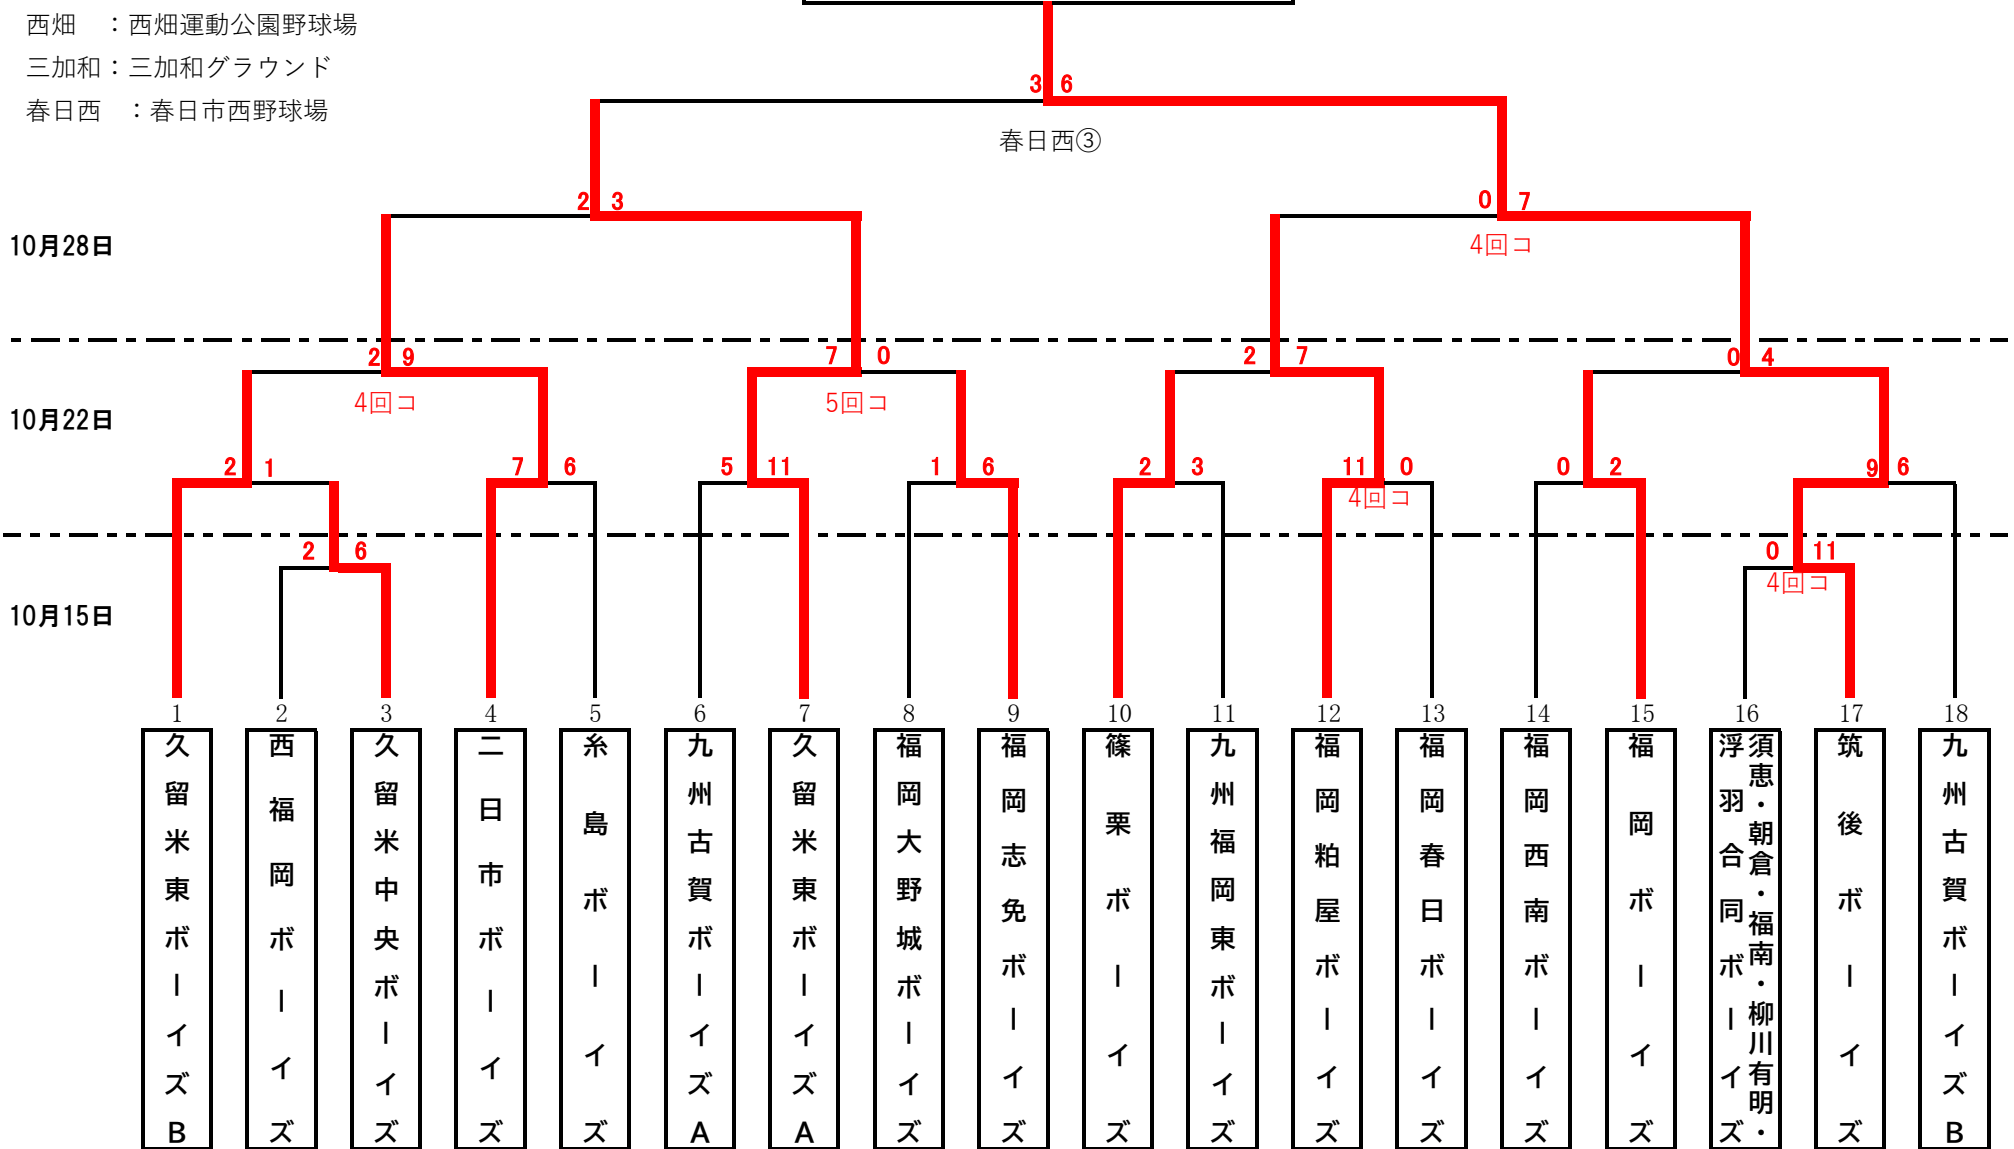 西畑　：西畑運動公園野球場
三加和：三加和グラウンド
春日西　：春日市西野球場
3 6
春日西③
2 3
0 7
10月28日
4回コ
2 9
7 0
2 7
0 4
4回コ
5回コ
10月22日
2 1
7 6
5 11
1 6
2 3
11 0
0 2
9 6
4回コ
2 6
0 11
4回コ
10月15日
1 2 3 4 5 6 7 8 9 10 11 12 13 14 15 16 17 18
久留米東ボーイズB
西福岡ボーイズ
久留米中央ボーイズ
二日市ボーイズ
糸島ボーイズ
九州古賀ボーイズA
久留米東ボーイズA
福岡大野城ボーイズ
福岡志免ボーイズ
篠栗ボーイズ
九州福岡東ボーイズ
福岡粕屋ボーイズ
福岡春日ボーイズ
福岡西南ボーイズ
福岡ボーイズ
須恵・朝倉・福南・柳川有明・
浮羽合同ボーイズ
筑後ボーイズ
九州古賀ボーイズB